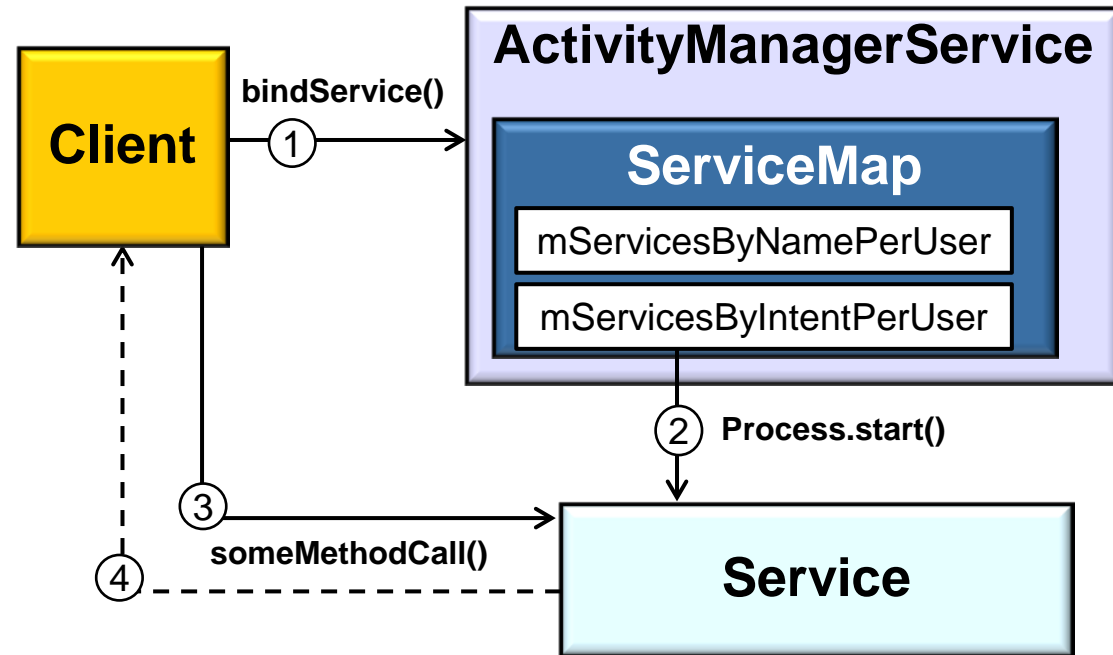 ActivityManagerService
bindService()
Client
1
ServiceMap
mServicesByNamePerUser
mServicesByIntentPerUser
2
Process.start()
3
someMethodCall()
4
Service